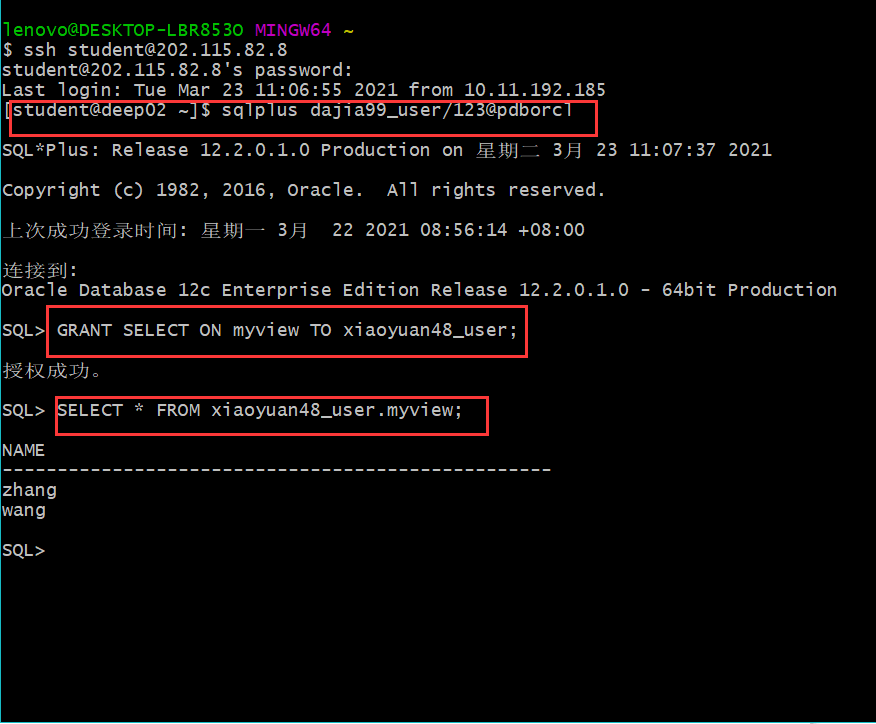 lenovo@DESKTOP-LBR853O MINGW64 ~
$ ssh student@202.115.82.8
student@202.115.82.8's password:
Last login: Tue Mar 23 11:06:55 2021 from 10.11.192.185
[student@deep02 ~]$ sqlplus dajia99_user/123@pdborcl
SQL*Plus: Release 12.2.0.1.0 Production on 星期二 3月 23 11:07:37 2021
Copyright (c) 1982, 2016, Oracle.  All rights reserved.
上次成功登录时间: 星期一 3月  22 2021 08:56:14 +08:00
连接到:
Oracle Database 12c Enterprise Edition Release 12.2.0.1.0 - 64bit Production
SQL> GRANT SELECT ON myview TO xiaoyuan48_user;
授权成功。
SQL> SELECT * FROM xiaoyuan48_user.myview;
NAME
--------------------------------------------------
zhang
wang
SQL>